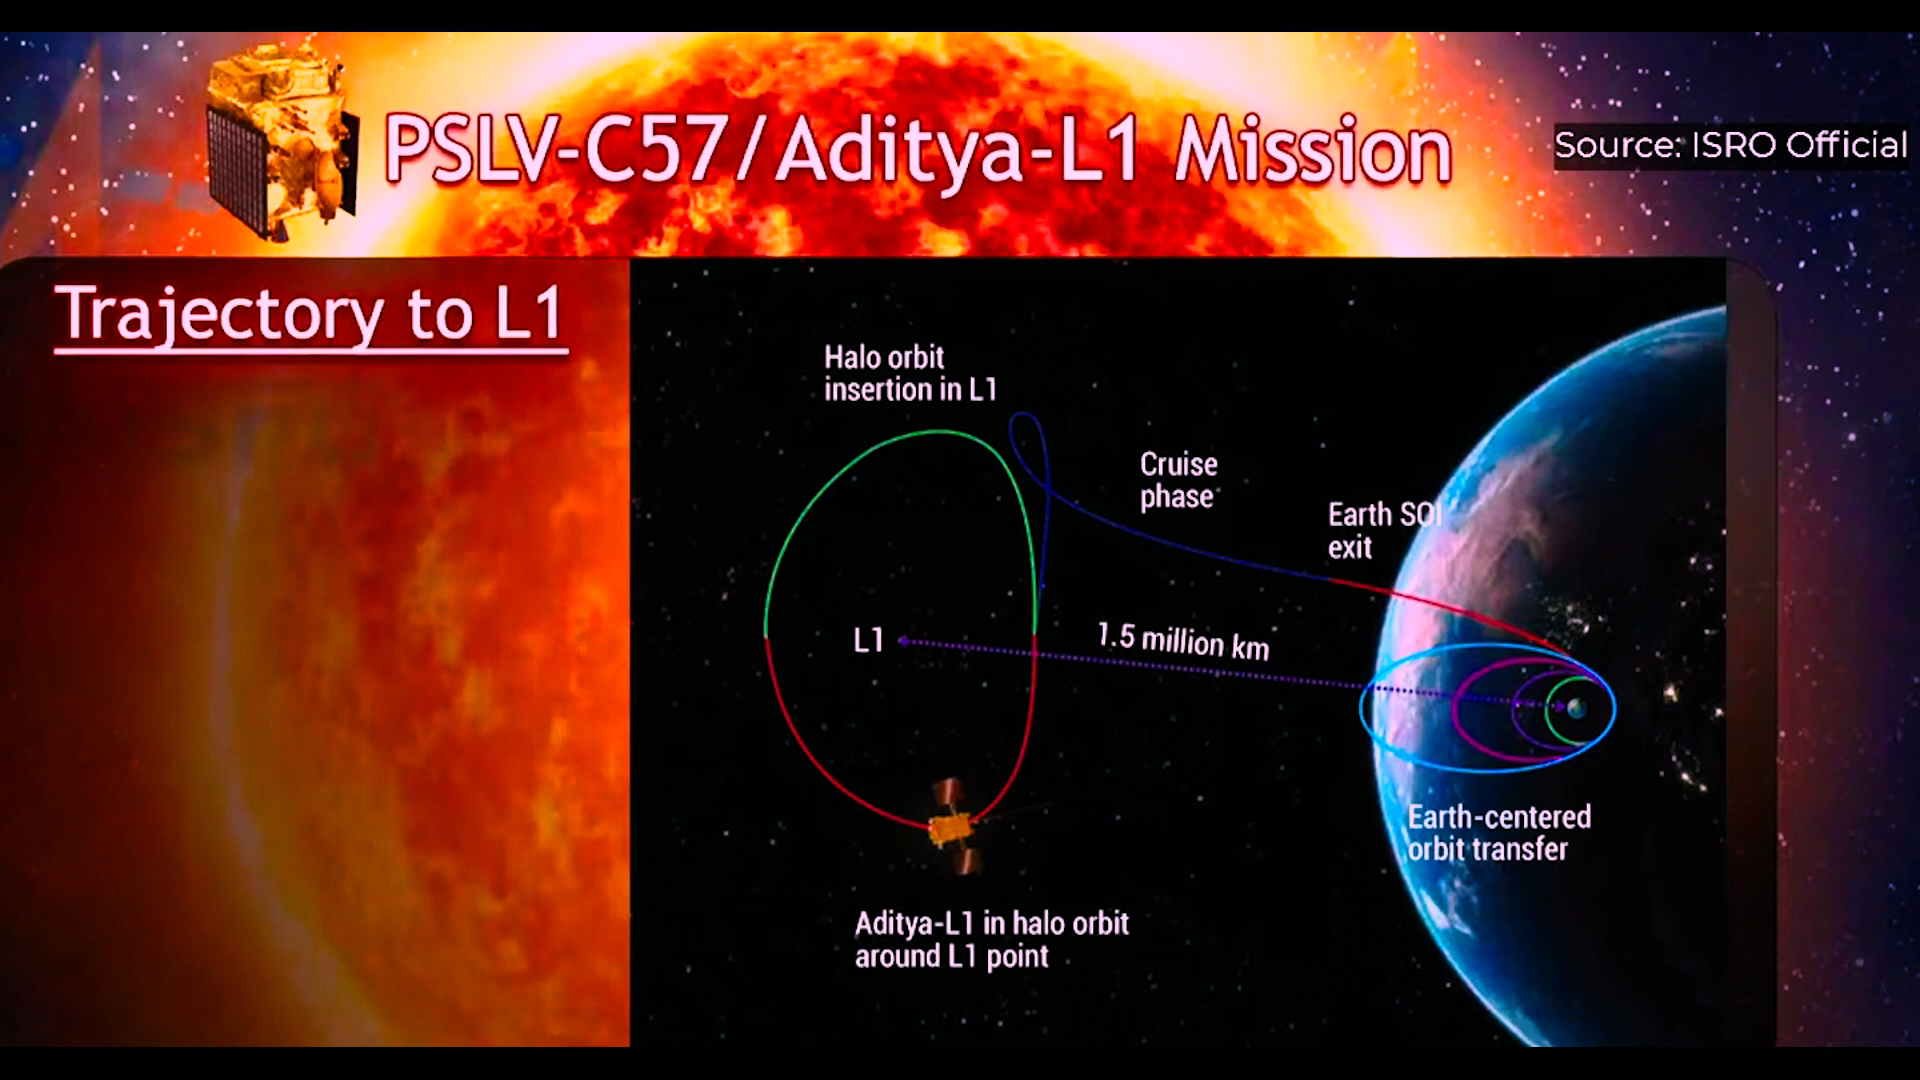 PSLV-C57/Aditya-L1 Mission
Source: ISRO Official
Trajectory to L1
Halo orbit
insertion in L1
Cruise
phase
Earth SOI
exit
L1
1.5 million km
Earth-centered
orbit transfer
Aditya-L1 in halo orbit
around L1 point